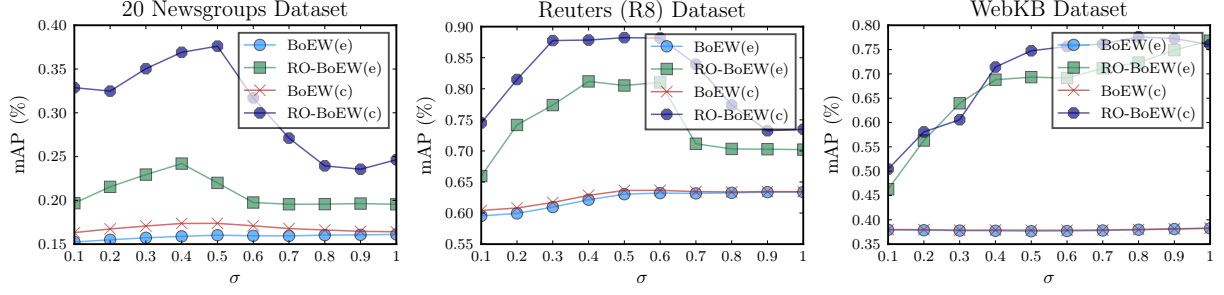 20 Newsgroups Dataset
mAP (%)
0.40
0.35
0.30
0.25
0.20
0.15
0.1 0.2 0.3 0.4 0.5 0.6 0.7 0.8 0.9 1
σ
BoEW(e)
RO-BoEW(e)
BoEW(c)
RO-BoEW(c)
Reuters (R8) Dataset
mAP (%)
0.90
0.85
0.80
0.75
0.70
0.65
0.60
0.55
0.1 0.2 0.3 0.4 0.5 0.6 0.7 0.8 0.9 1
σ
BoEW(e)
RO-BoEW(e)
BoEW(c)
RO-BoEW(c)
WebKB Dataset
mAP (%)
0.80
0.75
0.70
0.65
0.60
0.55
0.50
0.45
0.40
0.35
0.1 0.2 0.3 0.4 0.5 0.6 0.7 0.8 0.9 1
σ
BoEW(e)
RO-BoEW(e)
BoEW(c)
RO-BoEW(c)